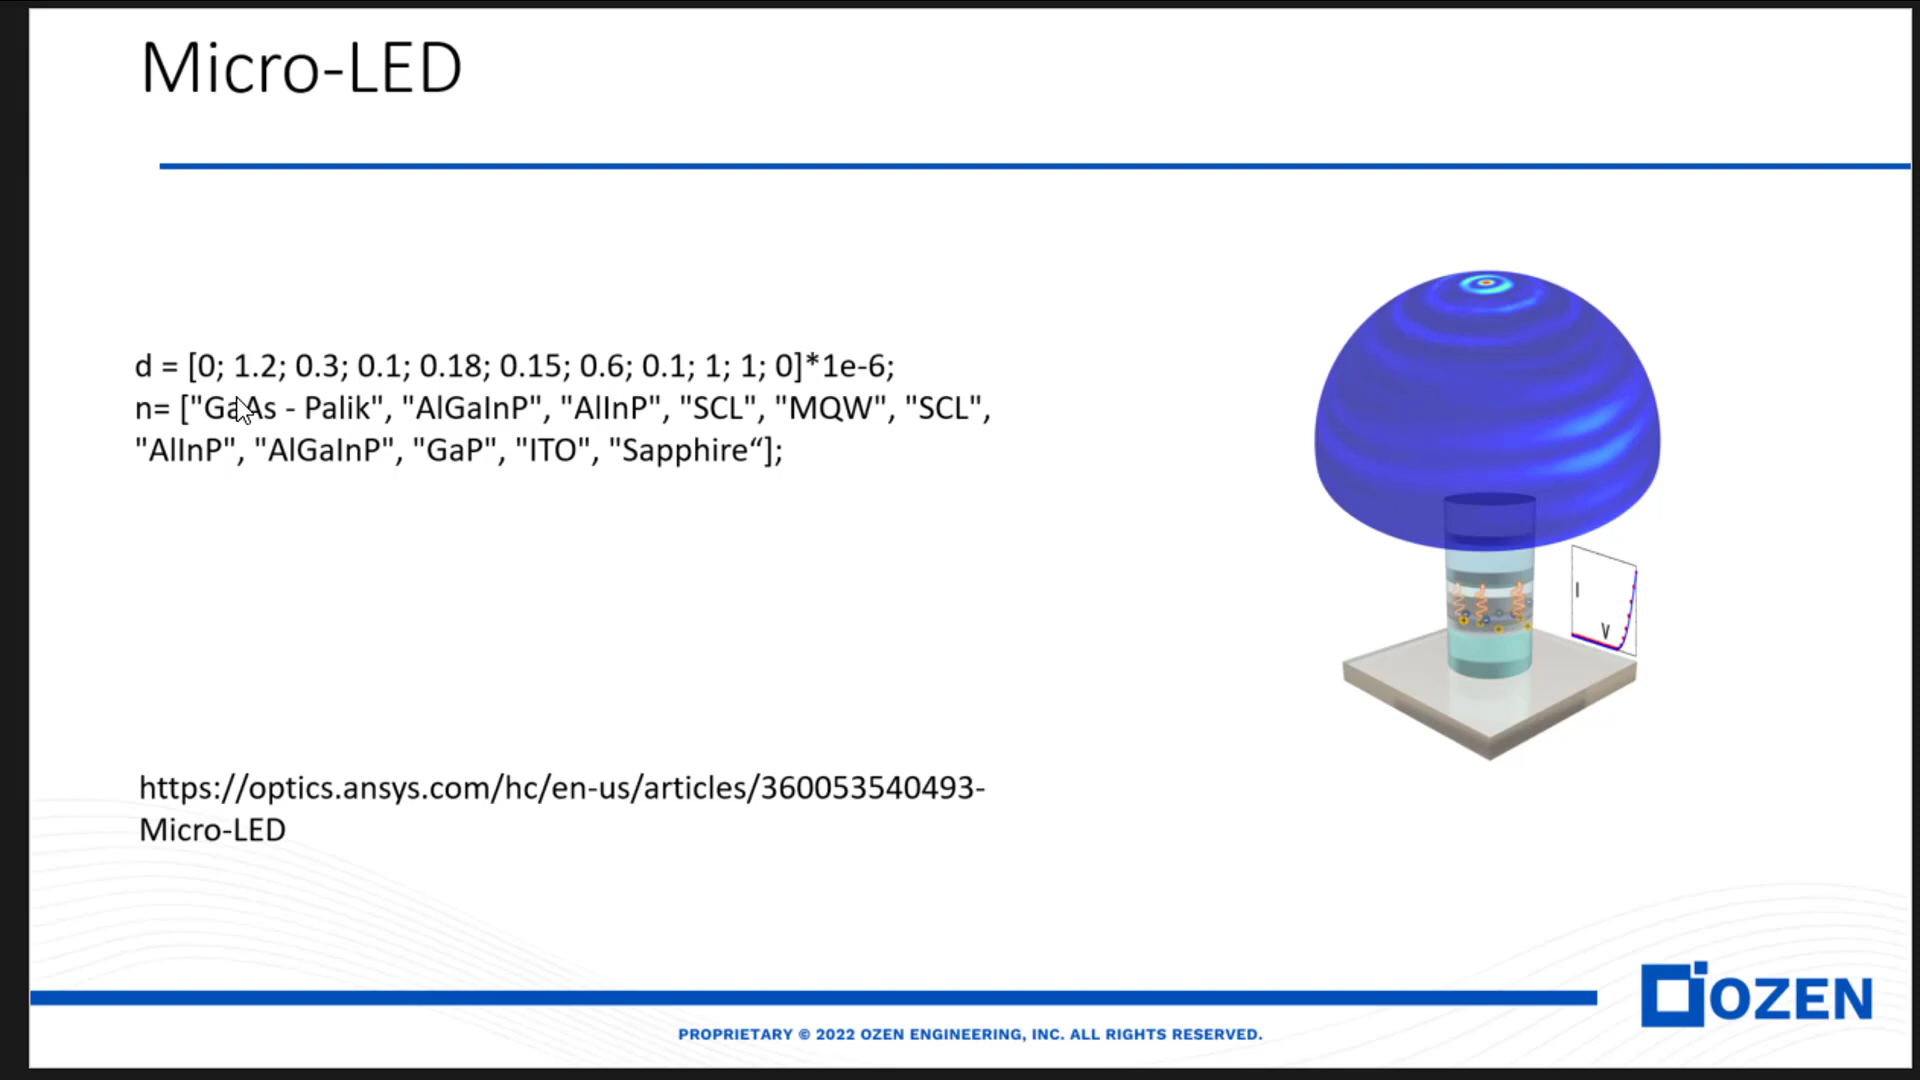 Micro-LED
d = [0; 1.2; 0.3; 0.1; 0.18; 0.15; 0.6; 0.1; 1; 1; 0]*1e-6;
n= ["GaAs - Palik", "AlGaInP", "AlInP", "SCL", "MQW", "SCL",
"AlInP", "AlGaInP", "GaP", "ITO", "Sapphire“];
I
V
https://optics.ansys.com/hc/en-us/articles/360053540493-
Micro-LED
OZEN
PROPRIETARY © 2022 OZEN ENGINEERING, INC. ALL RIGHTS RESERVED.